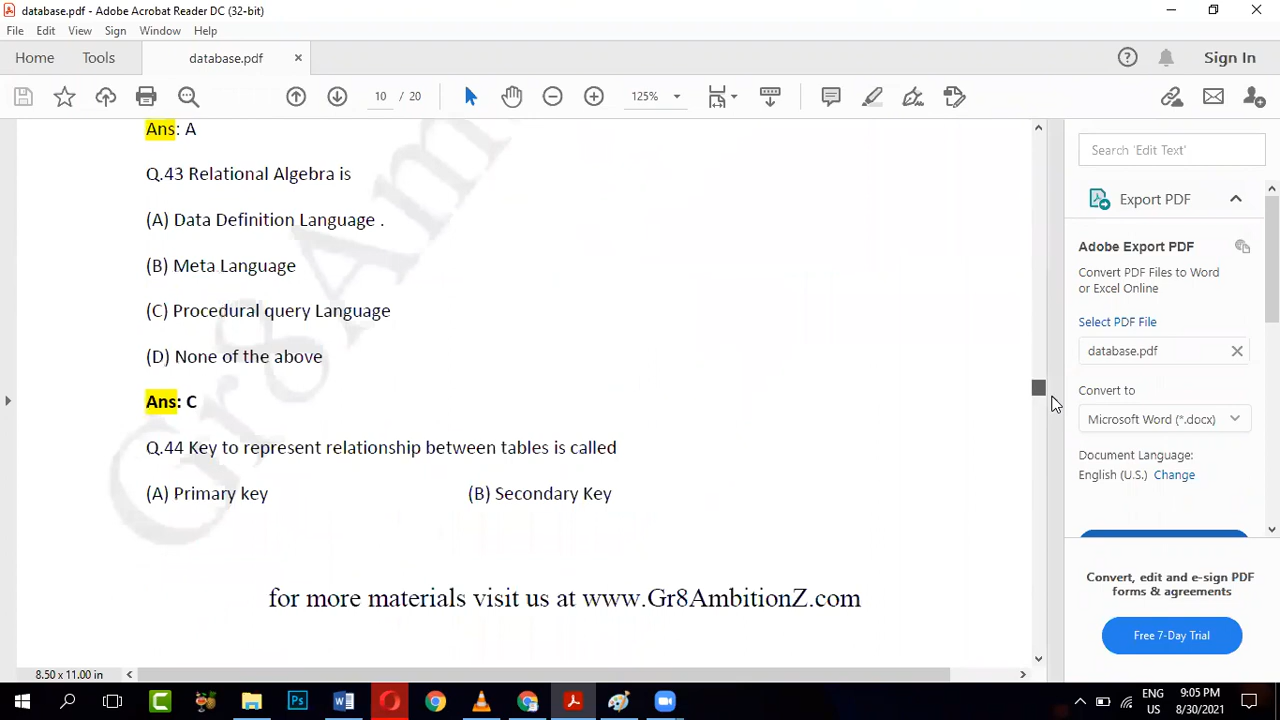 database.pdf - Adobe Acrobat Reader DC (32-bit)
File Edit View Sign Window Help
Home Tools database.pdf × Sign In
10 / 20 125%
Ans: A
Q.43 Relational Algebra is
(A) Data Definition Language .
(B) Meta Language
(C) Procedural query Language
(D) None of the above
Ans: C
Q.44 Key to represent relationship between tables is called
(A) Primary key (B) Secondary Key
for more materials visit us at www.Gr8AmbitionZ.com
Gr8Am
8.50 x 11.00 in
Search 'Edit Text'
Export PDF
Adobe Export PDF
Convert PDF Files to Word
or Excel Online
Select PDF File
database.pdf
Convert to
Microsoft Word (*.docx)
Document Language:
English (U.S.) Change
Convert, edit and e-sign PDF
forms & agreements
Free 7-Day Trial
ENG 9:05 PM
US 8/30/2021